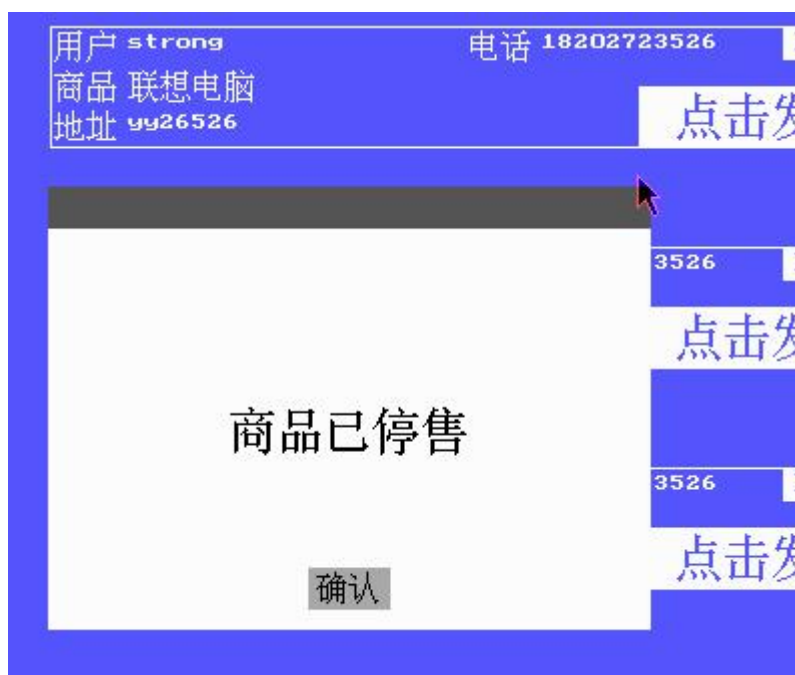 用户 strong 电话 18202723526
商品 联想电脑
地址 yy26526
点击发
3526
点击发
商品已停售
3526
点击发
确认